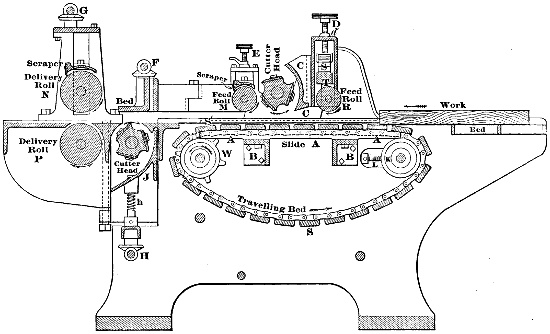 G
D
F
E
Scraper
Delivery
Roll
N
Scraper
Cutter
Head
C
S
Bed
Feed
Roll
M
Feed
Roll
R
C
Work
Bed
Delivery
Roll
P
A
Slide A
A
Cutter
Head
W
B
B
L
K
J
h
Travelling Bed
S
H